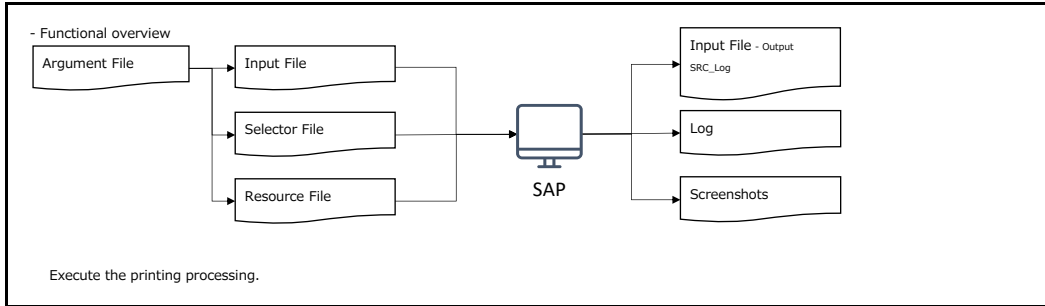 - Functional overview
Argument File
Input File
Selector File
Resource File
SAP
Input File - Output
SRC_Log
Log
Screenshots
Execute the printing processing.